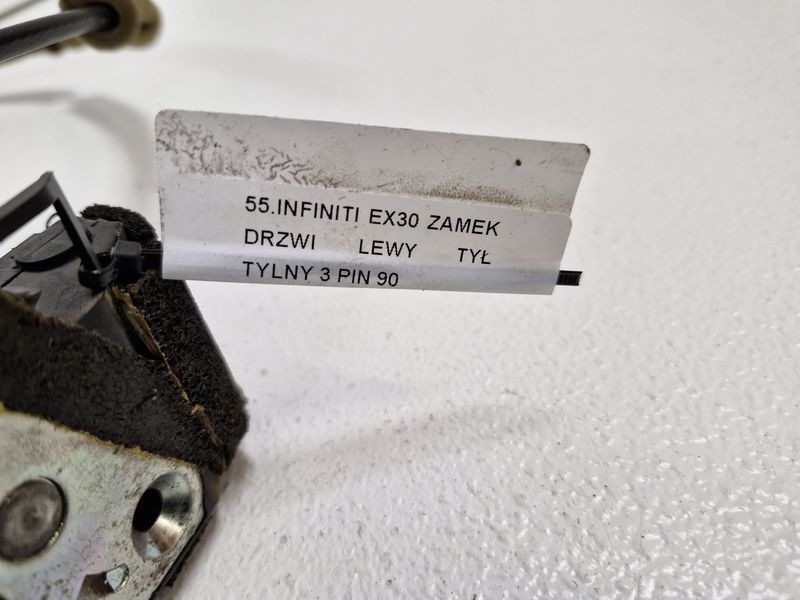 55.INFINITI EX30 ZAMEK
DRZWI LEWY TYŁ
TYLNY 3 PIN 90